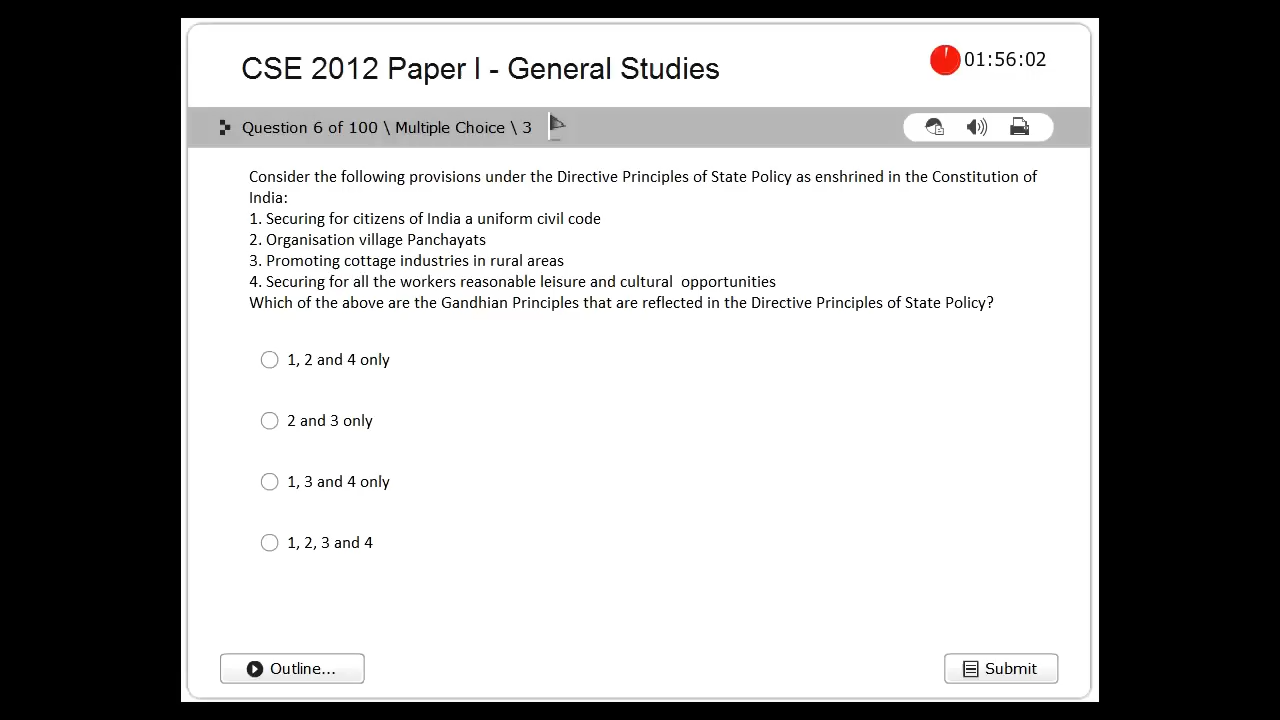 CSE 2012 Paper I - General Studies
01:56:02
Question 6 of 100 \ Multiple Choice \ 3
Consider the following provisions under the Directive Principles of State Policy as enshrined in the Constitution of
India:
1. Securing for citizens of India a uniform civil code
2. Organisation village Panchayats
3. Promoting cottage industries in rural areas
4. Securing for all the workers reasonable leisure and cultural  opportunities
Which of the above are the Gandhian Principles that are reflected in the Directive Principles of State Policy?
1, 2 and 4 only
2 and 3 only
1, 3 and 4 only
1, 2, 3 and 4
Outline...
Submit